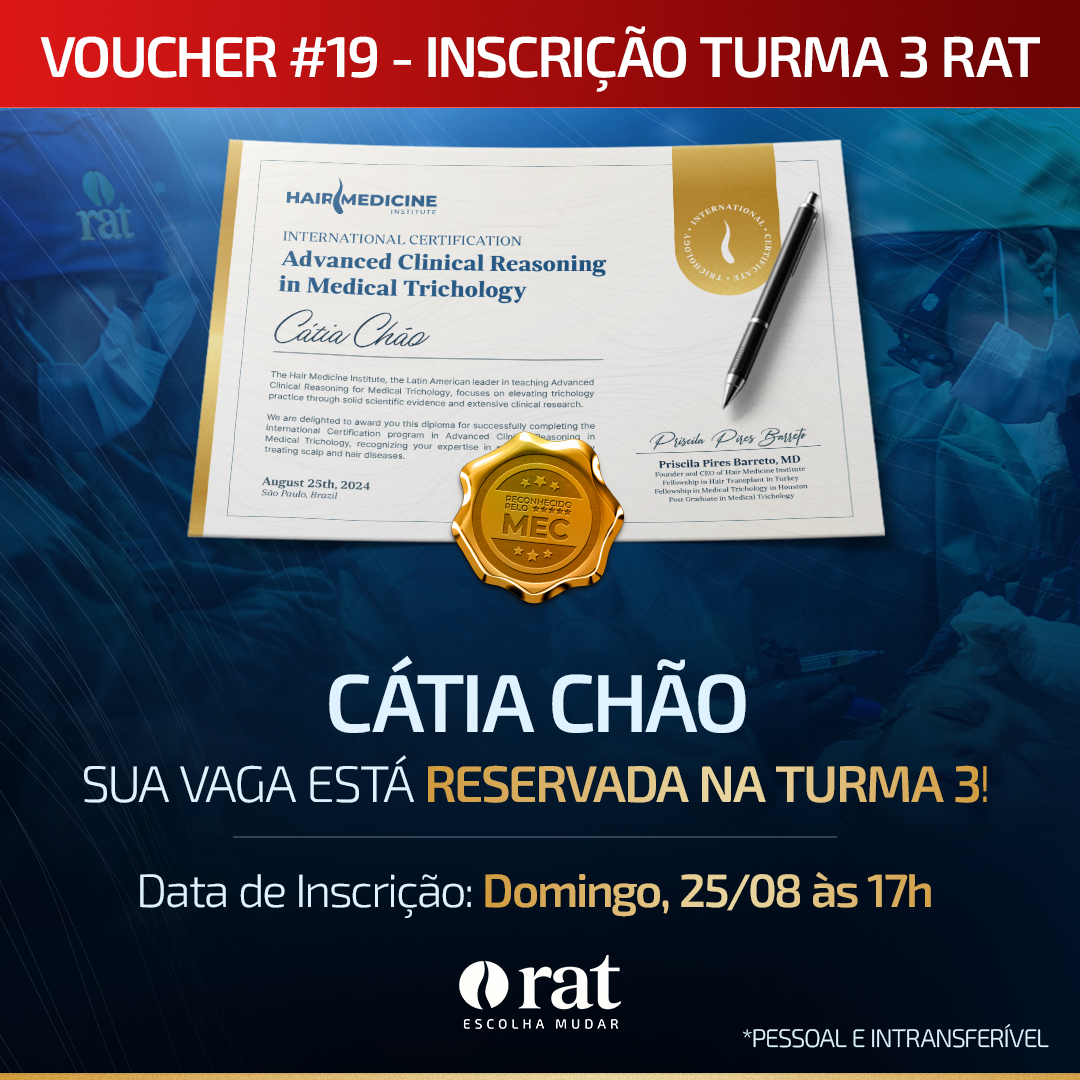 VOUCHER #19 - INSCRIÇÃO TURMA 3 RAT
rat
HAIR MEDICINE
INSTITUTE
INTERNATIONAL CERTIFICATION
Advanced Clinical Reasoning
in Medical Trichology
Cátia Chão
The Hair Medicine Institute, the Latin American leader in teaching Advanced
Clinical Reasoning for Medical Trichology, focuses on elevating trichology
practice through solid scientific evidence and extensive clinical research.
We are delighted to award you this diploma for successfully completing the
International Certification program in Advanced Clinical Reasoning in
Medical Trichology, recognizing your expertise in
treating scalp and hair diseases.
August 25th, 2024
São Paulo, Brazil
• INTERNATIONAL • CERTIFICATE • TRICHOLOGY
Priscila Pires Barreto
Priscila Pires Barreto, MD
Founder and CEO of Hair Medicine Institute
Fellowship in Hair Transplant in Turkey
Fellowship in Medical Trichology in Houston
Post Graduate in Medical Trichology
RECONHECIDO
PELO
MEC
CÁTIA CHÃO
SUA VAGA ESTÁ RESERVADA NA TURMA 3!
Data de Inscrição: Domingo, 25/08 às 17h
rat
ESCOLHA MUDAR
*PESSOAL E INTRANSFERÍVEL